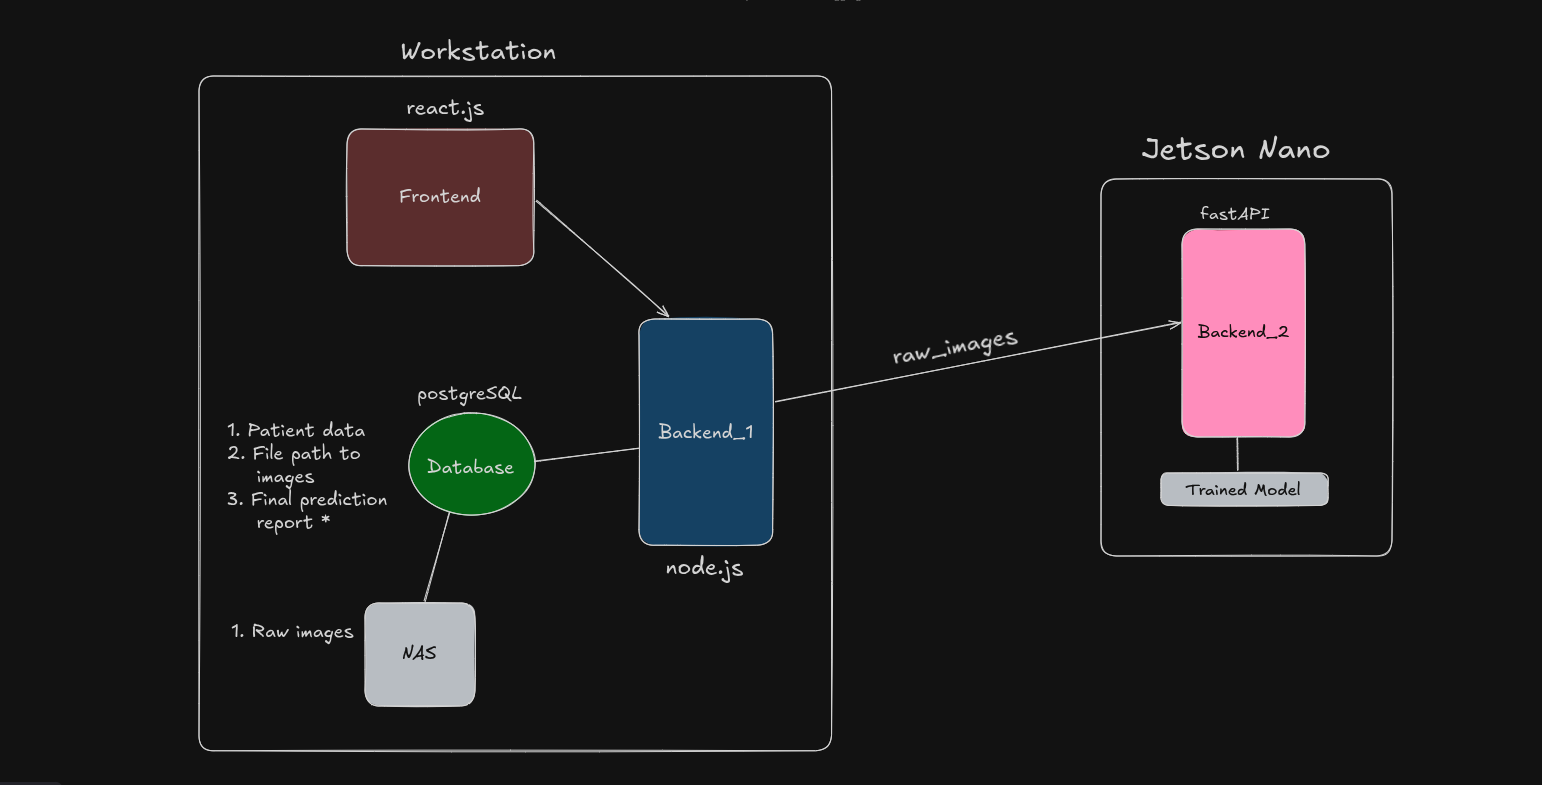 Workstation
react.js
Frontend
Jetson Nano
fastAPI
Backend_2
raw_images
Trained Model
postgreSQL
Database
1. Patient data
2. File path to
images
3. Final prediction
report *
Backend_1
node.js
1. Raw images
NAS